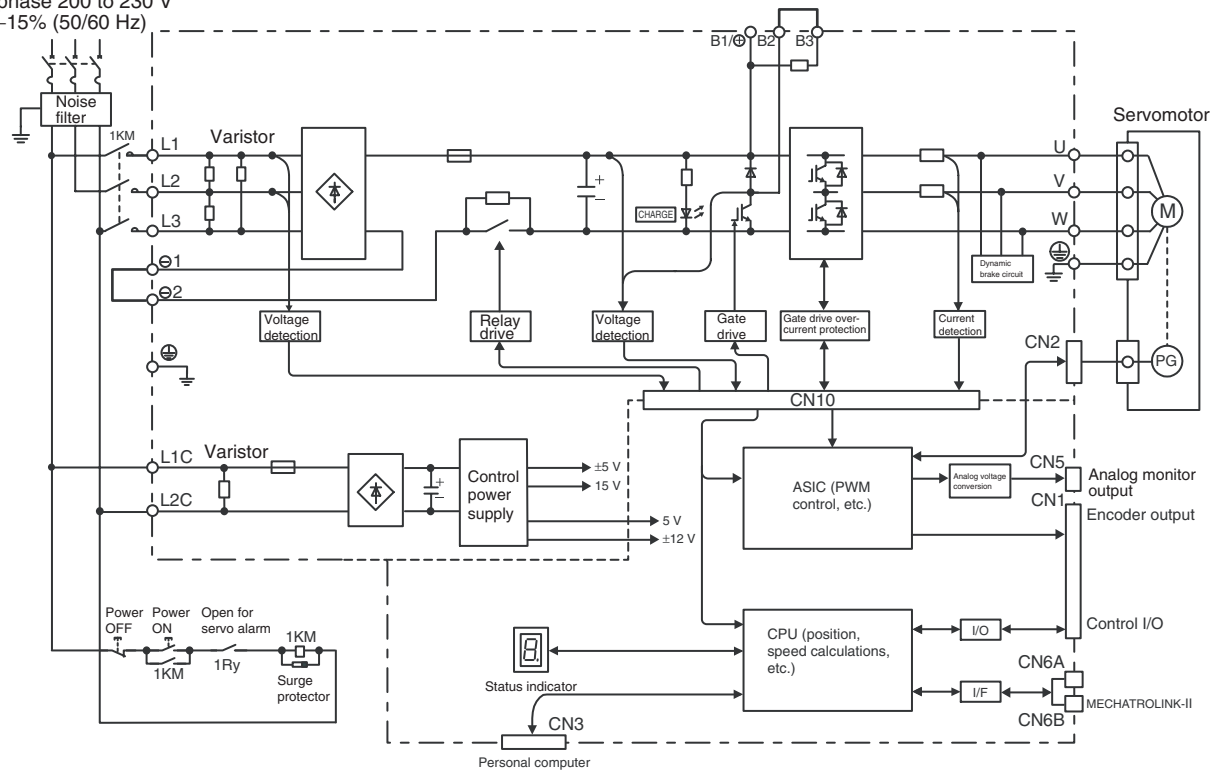 phase 200 to 230 V
–15% (50/60 Hz)
B1/⊕ B2 B3
Noise
filter
Servomotor
1KM
L1
Varistor
U
L2
V
+
–
CHARGE
M
L3
W
⊖1
Dynamic
brake circuit
⊖2
Voltage
detection
Relay
drive
Voltage
detection
Gate
drive
Gate drive over-
current protection
Current
detection
CN2
PG
CN10
L1C
Varistor
L2C
+
–
Control
power
supply
±5 V
15 V
5 V
±12 V
ASIC (PWM
control, etc.)
Analog voltage
conversion
CN5
Analog monitor
output
CN1
Encoder output
Power
OFF
Power
ON
Open for
servo alarm
1KM
1KM
1Ry
Surge
protector
8.
Status indicator
CPU (position,
speed calculations,
etc.)
I/O
Control I/O
CN6A
I/F
MECHATROLINK-II
CN6B
CN3
Personal computer